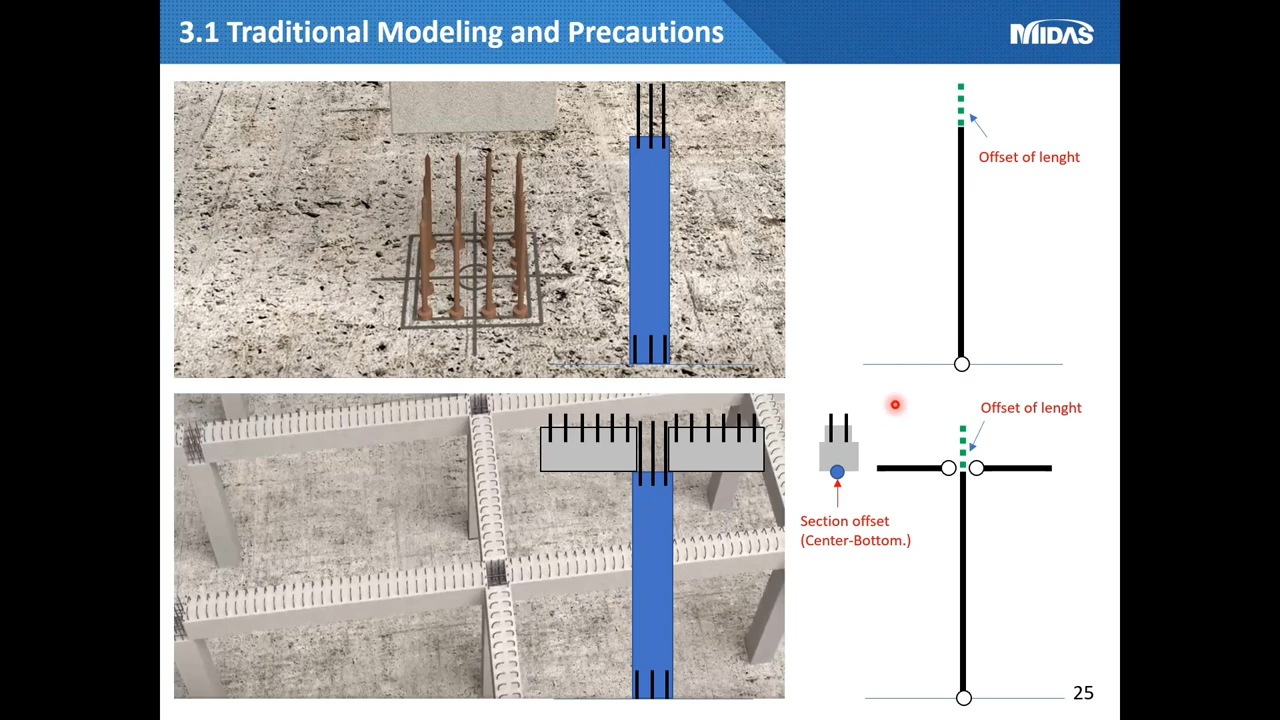 3.1 Traditional Modeling and Precautions
MIDAS
Offset of lenght
Offset of lenght
Section offset
(Center-Bottom.)
25